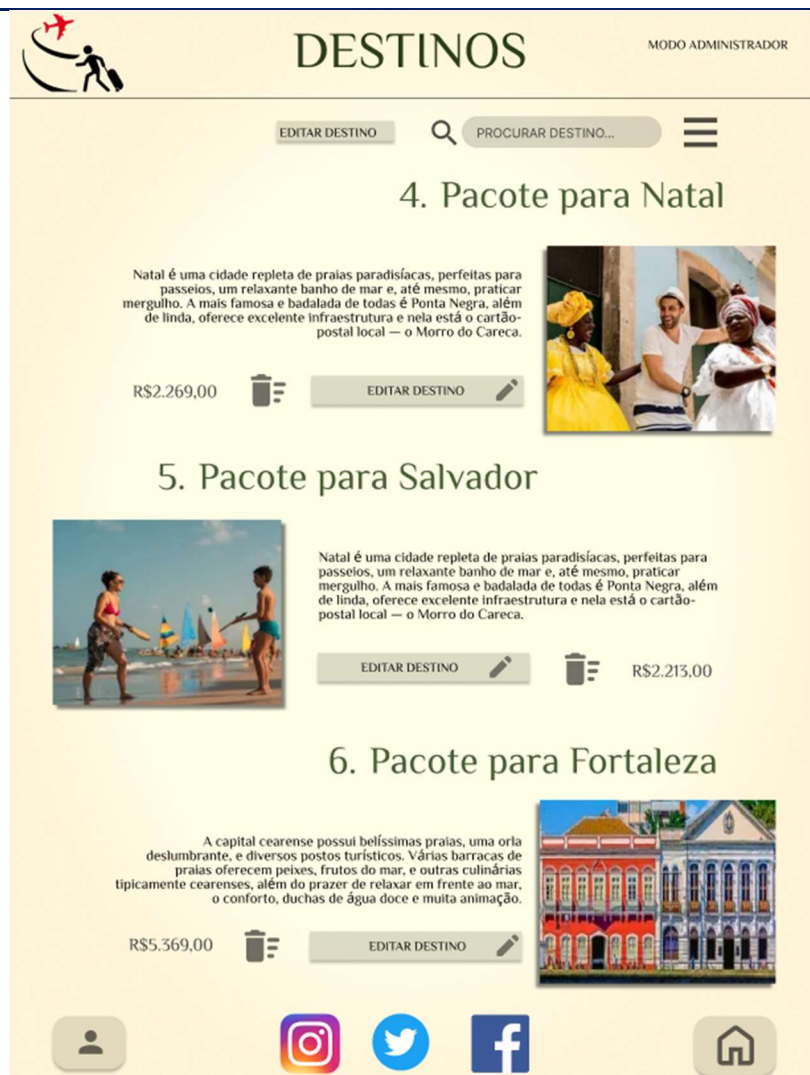 DESTINOS
MODO ADMINISTRADOR
EDITAR DESTINO
PROCURAR DESTINO...
4. Pacote para Natal
Natal é uma cidade repleta de praias paradisíacas, perfeitas para
passeios, um relaxante banho de mar e, até mesmo, praticar
mergulho. A mais famosa e badalada de todas é Ponta Negra, além
de linda, oferece excelente infraestrutura e nela está o cartão-
postal local — o Morro do Careca.
R$2.269,00
EDITAR DESTINO
5. Pacote para Salvador
Natal é uma cidade repleta de praias paradisíacas, perfeitas para
passeios, um relaxante banho de mar e, até mesmo, praticar
mergulho. A mais famosa e badalada de todas é Ponta Negra, além
de linda, oferece excelente infraestrutura e nela está o cartão-
postal local — o Morro do Careca.
EDITAR DESTINO
R$2.213,00
6. Pacote para Fortaleza
A capital cearense possui belíssimas praias, uma orla
deslumbrante, e diversos postos turísticos. Várias barracas de
praias oferecem peixes, frutos do mar, e outras culinárias
tipicamente cearenses, além do prazer de relaxar em frente ao mar,
o conforto, duchas de água doce e muita animação.
R$5.369,00
EDITAR DESTINO